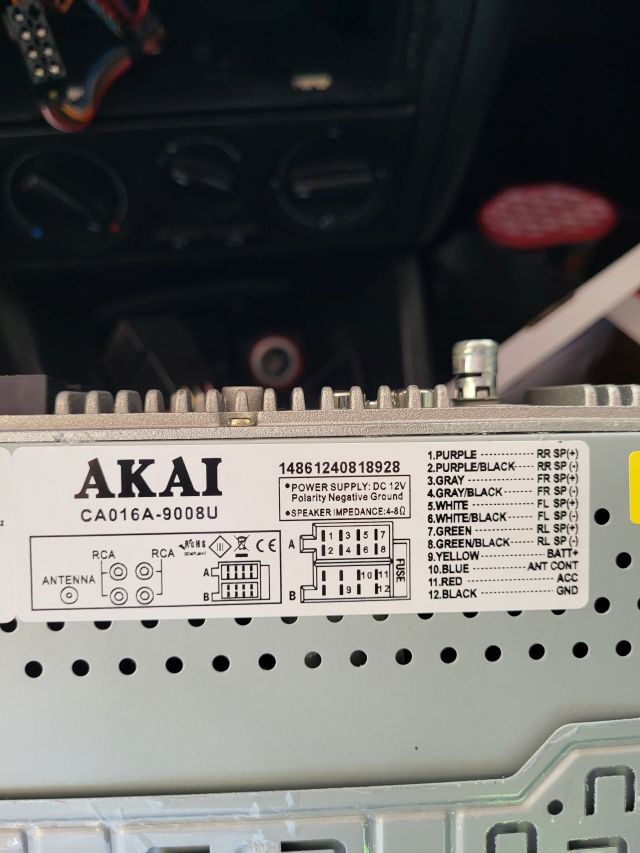 AKAI
CA016A-9008U
14861240818928
• POWER SUPPLY: DC 12V
Polarity Negative Ground
• SPEAKER IMPEDANCE:4-8Ω
RCA
RCA
RoHS
CE
ANTENNA
A
B
A
1 3 5 7
2 4 6 8
B
10 11
9 12
FUSE
1.PURPLE RR SP(+)
2.PURPLE/BLACK RR SP (-)
3.GRAY FR SP(+)
4.GRAY/BLACK FR SP (-)
5.WHITE FL SP(+)
6.WHITE/BLACK FL SP (-)
7.GREEN RL SP(+)
8.GREEN/BLACK RL SP (-)
9.YELLOW BATT+
10.BLUE ANT CONT
11.RED ACC
12.BLACK GND